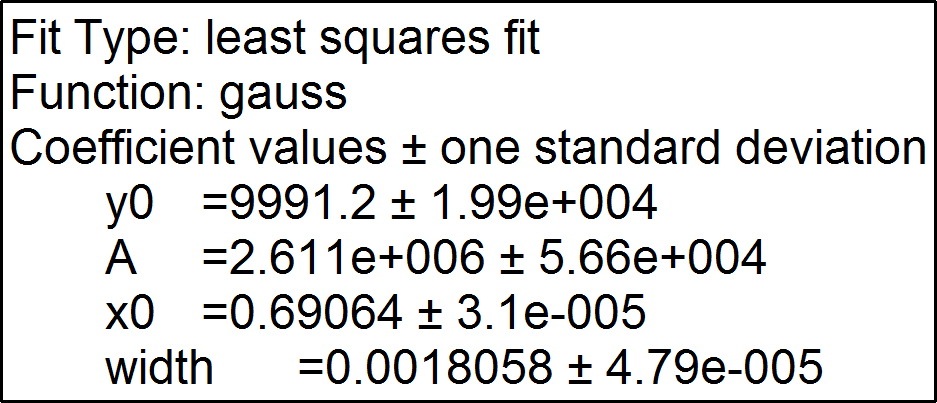 Fit Type: least squares fit
Function: gauss
Coefficient values ± one standard deviation
y0 =9991.2 ± 1.99e+004
A =2.611e+006 ± 5.66e+004
x0 =0.69064 ± 3.1e-005
width =0.0018058 ± 4.79e-005